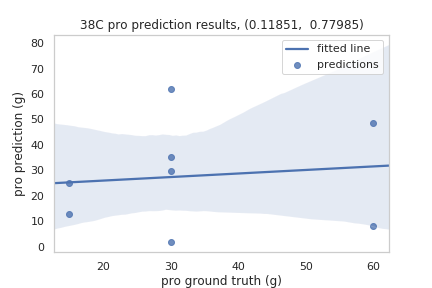 38C pro prediction results, (0.11851, 0.77985)
fitted line
predictions
80
70
60
50
40
30
20
10
0
pro prediction (g)
20
30
40
50
60
pro ground truth (g)